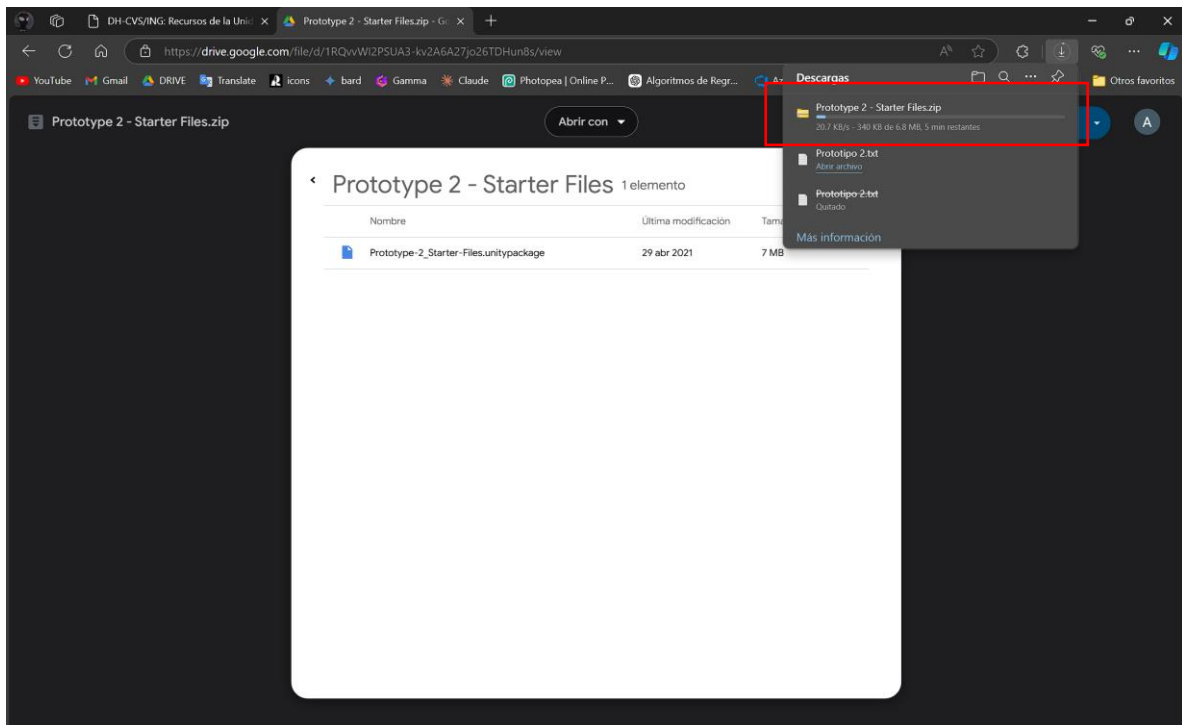 DH-CVS/ING: Recursos de la Unid
Prototype 2 - Starter Files.zip - Go
https://drive.google.com/file/d/1RQvvWI2PSUA3-kv2A6A27jo26TDHun8s/view
YouTube Gmail DRIVE Translate icons bard Gamma Claude Photopea | Online P... Algoritmos de Regr... Az
Descargas
Otros favoritos
Prototype 2 - Starter Files.zip
Abrir con
A
Prototype 2 - Starter Files.zip
20.7 KB/s - 340 KB de 6.8 MB, 5 min restantes
Prototipo 2.txt
Abrir archivo
Prototipo 2.txt
Quitado
Más información
Prototype 2 - Starter Files 1 elemento
Nombre Última modificación Tama
Prototype-2_Starter-Files.unitypackage 29 abr 2021 7 MB